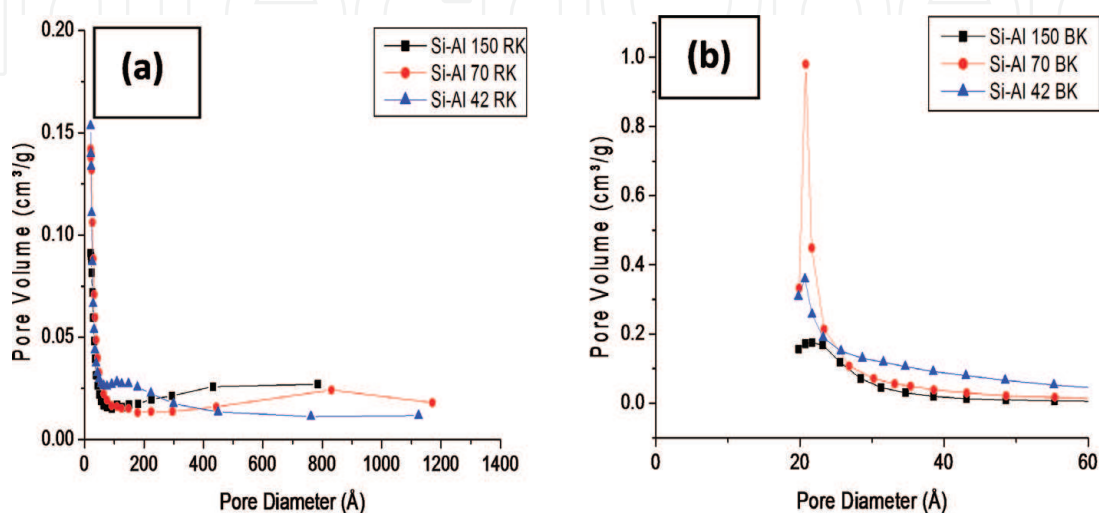 (a)
Si-Al 150 RK
Si-Al 70 RK
Si-Al 42 RK
0.20
0.15
0.10
0.05
0.00
Pore Volume (cm³/g)
0 200 400 600 800 1000 1200 1400
Pore Diameter (Å)
(b)
Si-Al 150 BK
Si-Al 70 BK
Si-Al 42 BK
1.0
0.8
0.6
0.4
0.2
0.0
Pore Volume (cm³/g)
0 20 40 60
Pore Diameter (Å)